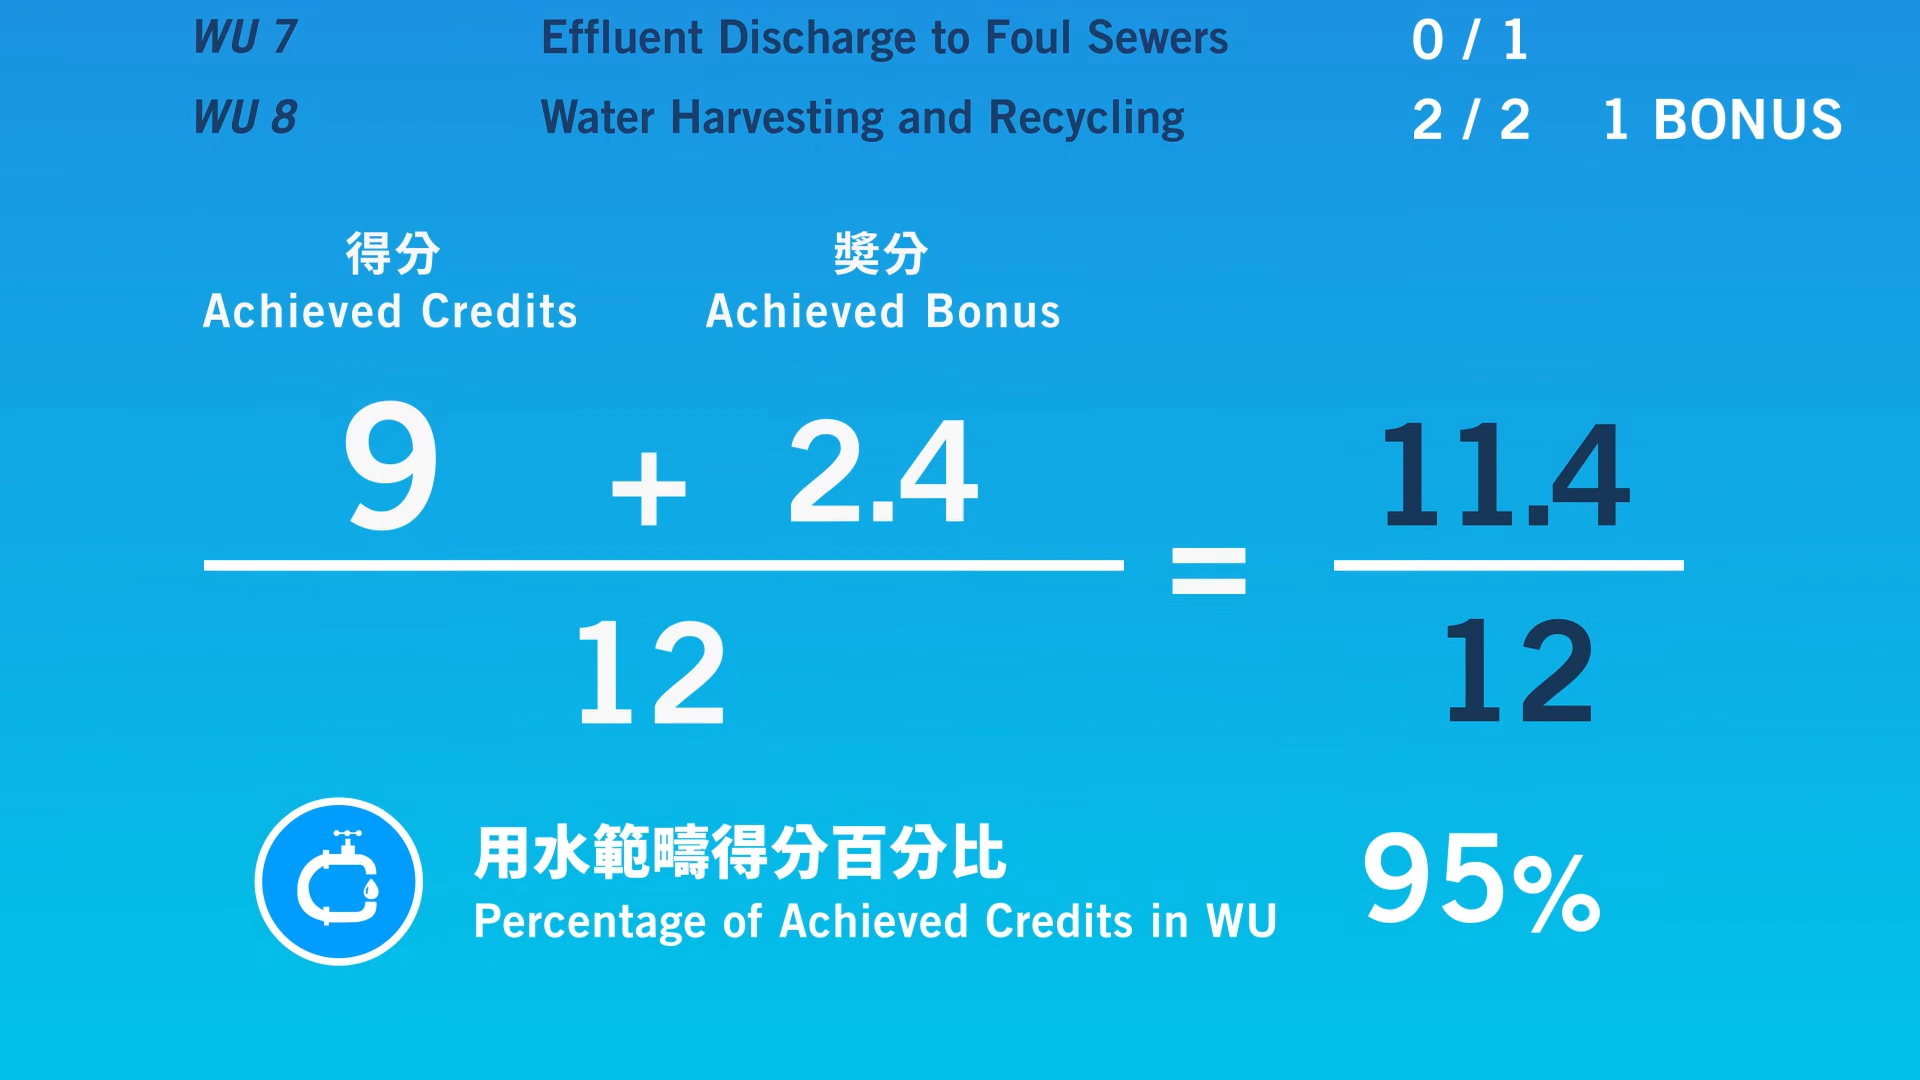 WU 7 Effluent Discharge to Foul Sewers 0 / 1
WU 8 Water Harvesting and Recycling 2 / 2 1 BONUS
得分 獎分
Achieved Credits Achieved Bonus
9 + 2.4 = 11.4
12 12
用水範疇得分百分比
Percentage of Achieved Credits in WU 95%